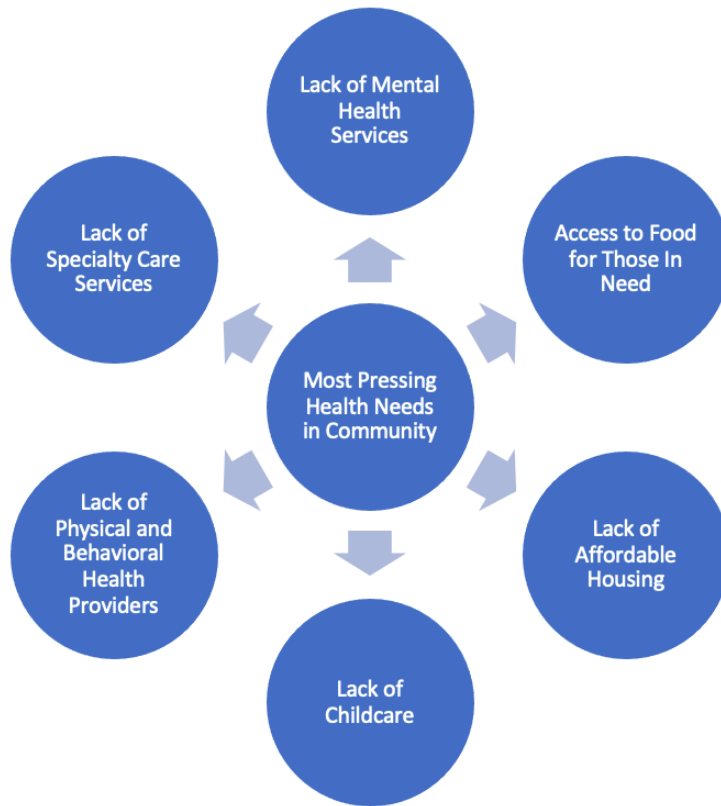 Lack of Mental
Health
Services
Access to Food
for Those In
Need
Lack of
Affordable
Housing
Lack of
Childcare
Lack of
Physical and
Behavioral
Health
Providers
Lack of
Specialty Care
Services
Most Pressing
Health Needs
in Community